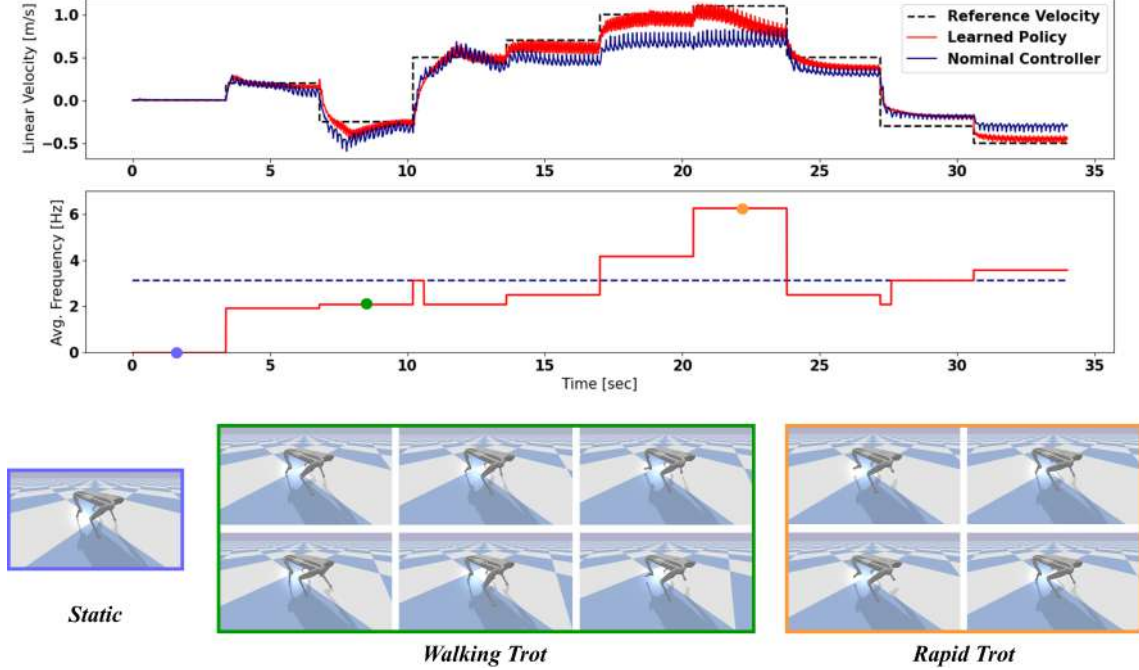 Linear Velocity [m/s]
1.0
0.5
0.0
−0.5
Reference Velocity
Learned Policy
Nominal Controller
0 5 10 15 20 25 30 35
Avg. Frequency [Hz]
6
4
2
0
0 5 10 15 20 25 30 35
Time [sec]
Static
Walking Trot
Rapid Trot